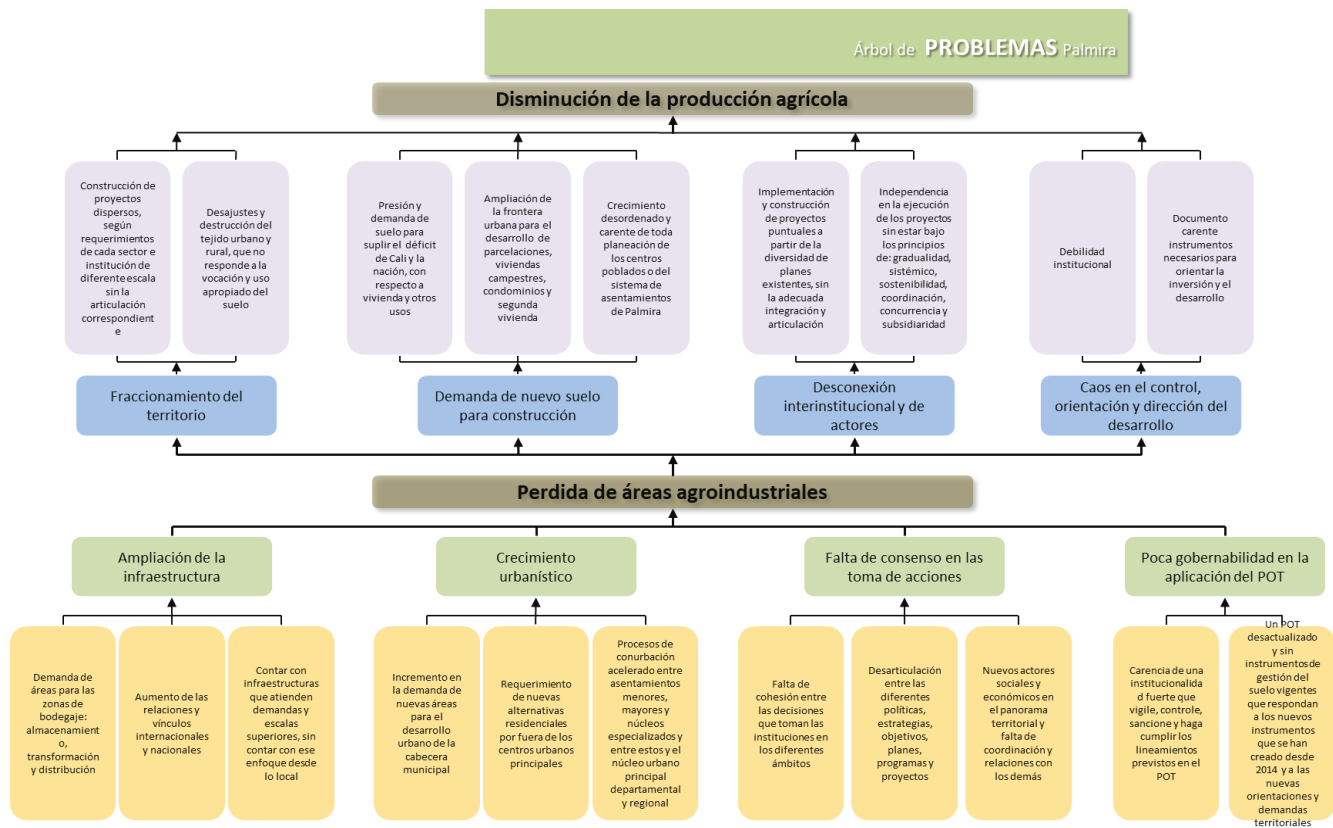 Árbol de PROBLEMAS Palmira
Disminución de la producción agrícola
Construcción de
proyectos
dispersos,
según
requerimientos
de cada sector e
institución de
diferente escala
sin la
articulación
correspondient
e
Desajustes y
destrucción del
tejido urbano y
rural, que no
responde a la
vocación y uso
apropiado del
suelo
Presión y
demanda de
suelo para
suplir el déficit
de Cali y la
nación, con
respecto a
vivienda y otros
usos
Ampliación de
la frontera
urbana para el
desarrollo de
parcelaciones,
viviendas
campestres,
condominios y
segunda
vivienda
Crecimiento
desordenado y
carente de toda
planeación de
los centros
poblados o del
sistema de
asentamientos
de Palmira
Implementación
y construcción
de proyectos
puntuales a
partir de la
diversidad de
planes
existentes, sin
la adecuada
integración y
articulación
Independencia
en la ejecución
de los proyectos
sin estar bajo
los principios
de: gradualidad,
sistémico,
sostenibilidad,
coordinación,
concurrencia y
subsidiaridad
Debilidad
institucional
Documento
carente
instrumentos
necesarios para
orientar la
inversión y el
desarrollo
Fraccionamiento del
territorio
Demanda de nuevo suelo
para construcción
Desconexión
interinstitucional y de
actores
Caos en el control,
orientación y dirección del
desarrollo
Perdida de áreas agroindustriales
Ampliación de la
infraestructura
Crecimiento
urbanístico
Falta de consenso en las
toma de acciones
Poca gobernabilidad en la
aplicación del POT
Demanda de
áreas para las
zonas de
bodegaje:
almacenamient
o,
transformación
y distribución
Aumento de las
relaciones y
vínculos
internacionales
y nacionales
Contar con
infraestructuras
que atienden
demandas y
escalas
superiores, sin
contar con ese
enfoque desde
lo local
Incremento en
la demanda de
nuevas áreas
para el
desarrollo
urbano de la
cabecera
municipal
Requerimiento
de nuevas
alternativas
residenciales
por fuera de los
centros urbanos
principales
Procesos de
conurbación
acelerado entre
asentamientos
menores,
mayores y
núcleos
especializados y
entre estos y el
núcleo urbano
principal
departamental
y regional
Falta de
cohesión entre
las decisiones
que toman las
instituciones en
los diferentes
ámbitos
Desarticulación
entre las
diferentes
políticas,
estrategias,
objetivos,
planes,
programas y
proyectos
Nuevos actores
sociales y
económicos en
el panorama
territorial y
falta de
coordinación y
relaciones con
los demás
Carencia de una
institucionalida
d fuerte que
vigile, controle,
sancione y haga
cumplir los
lineamientos
previstos en el
POT
Un POT
desactualizado
y sin
instrumentos de
gestión del
suelo vigentes
que respondan
a los nuevos
instrumentos
que se han
creado desde
2014 y a las
nuevas
orientaciones y
demandas
territoriales